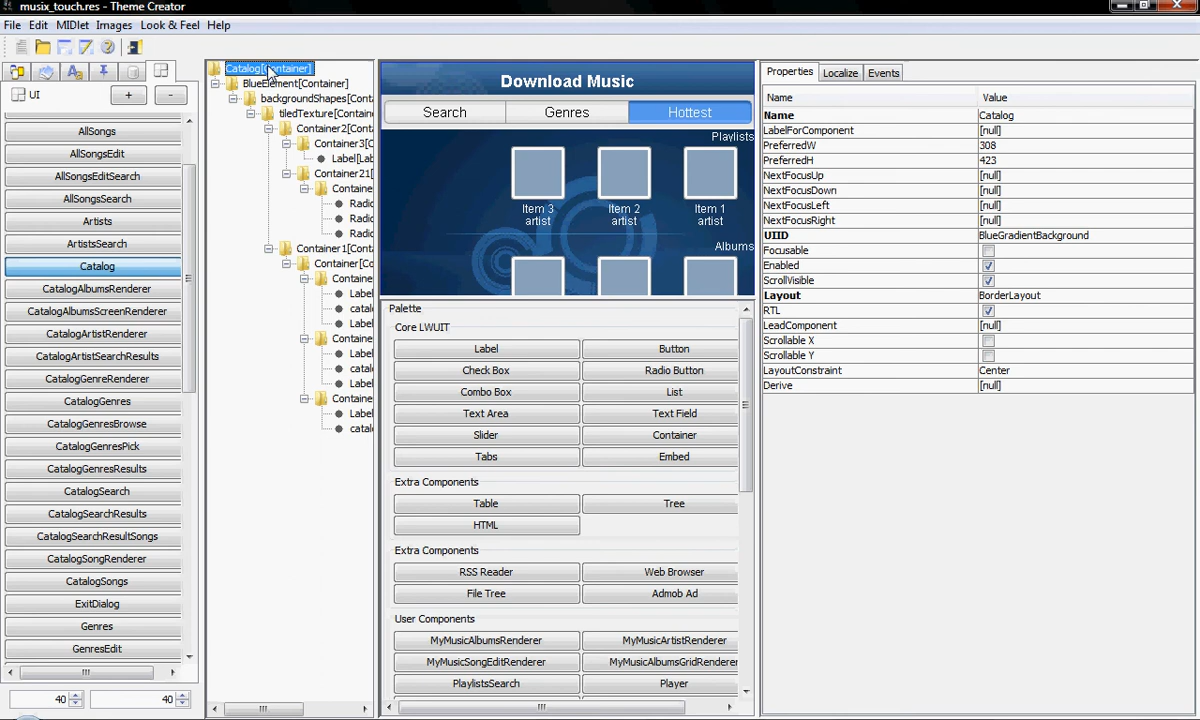 musix_touch.res - Theme Creator
File Edit MIDlet Images Look & Feel Help
UI
+ -
AllSongs
AllSongsEdit
AllSongsEditSearch
AllSongsSearch
Artists
ArtistsSearch
Catalog
CatalogAlbumsRenderer
CatalogAlbumsScreenRenderer
CatalogArtistRenderer
CatalogArtistSearchResults
CatalogGenreRenderer
CatalogGenres
CatalogGenresBrowse
CatalogGenresPick
CatalogGenresResults
CatalogSearch
CatalogSearchResults
CatalogSearchResultSongs
CatalogSongRenderer
CatalogSongs
ExitDialog
Genres
GenresEdit
40 40
Catalog[Container]
BlueElement[Container]
backgroundShapes[Conta
tiledTexture[Containe
Container2[Conta
Container3[C
Label[Lab
Container21[
Containe
Radio
Radio
Radio
Container1[Conta
Container[Co
Containe
Label
catalo
Label
Containe
Label
catalo
Label
Containe
Label
catalo
Download Music
Search Genres Hottest
Playlists
Item 3 Item 2 Item 1
artist artist artist
Albums
Palette
Core LWUIT
Label Button
Check Box Radio Button
Combo Box List
Text Area Text Field
Slider Container
Tabs Embed
Extra Components
Table Tree
HTML
Extra Components
RSS Reader Web Browser
File Tree Admob Ad
User Components
MyMusicAlbumsRenderer MyMusicArtistRenderer
MyMusicSongEditRenderer MyMusicAlbumsGridRenderer
PlaylistsSearch Player
Properties Localize Events
Name Value
Name Catalog
LabelForComponent [null]
PreferredW 308
PreferredH 423
NextFocusUp [null]
NextFocusDown [null]
NextFocusLeft [null]
NextFocusRight [null]
UIID BlueGradientBackground
Focusable
Enabled
ScrollVisible
Layout BorderLayout
RTL
LeadComponent [null]
Scrollable X
Scrollable Y
LayoutConstraint Center
Derive [null]